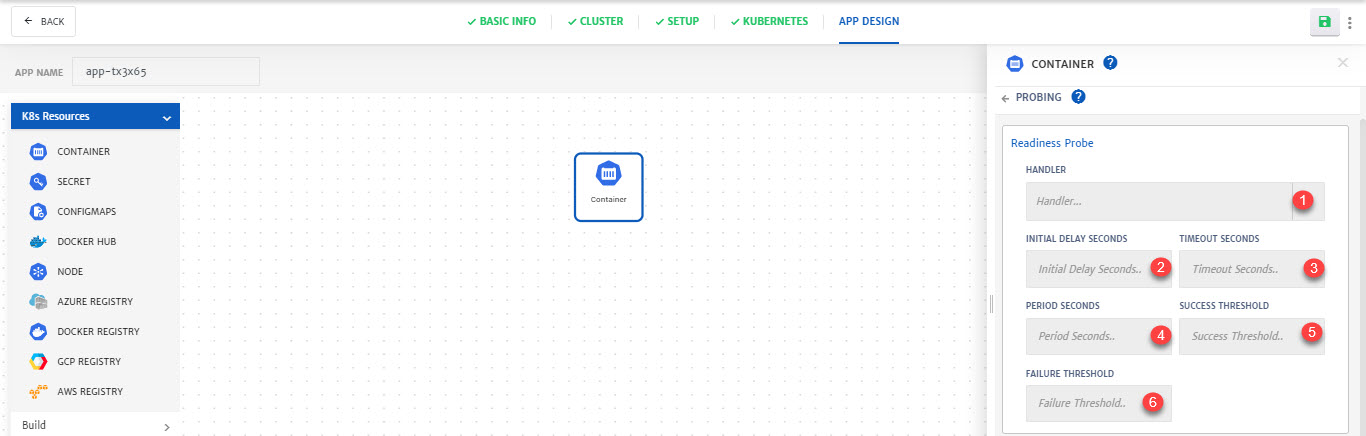 BACK
BASIC INFO
CLUSTER
SETUP
KUBERNETES
APP DESIGN
APP NAME
app-tx3x65
K8s Resources
CONTAINER
SECRET
CONFIGMAPS
DOCKER HUB
NODE
AZURE REGISTRY
DOCKER REGISTRY
GCP REGISTRY
AWS REGISTRY
Build
Container
CONTAINER ?
PROBING ?
Readiness Probe
HANDLER
Handler... 1
INITIAL DELAY SECONDS TIMEOUT SECONDS
Initial Delay Seconds.. 2 Timeout Seconds.. 3
PERIOD SECONDS SUCCESS THRESHOLD
Period Seconds.. 4 Success Threshold.. 5
FAILURE THRESHOLD
Failure Threshold.. 6